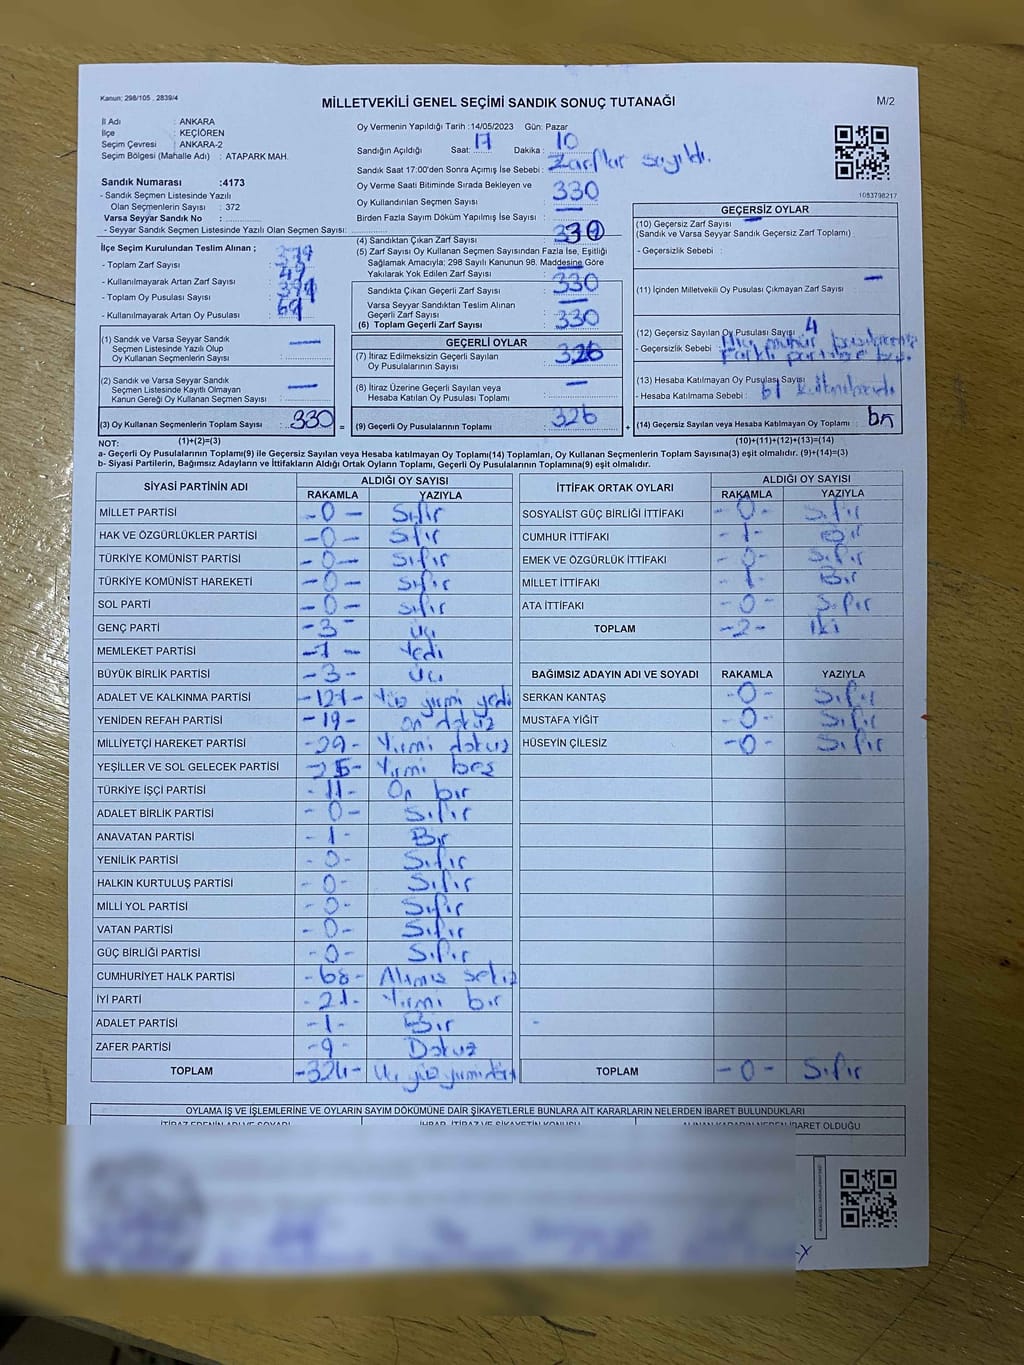 Kanun; 298/105 , 2839/4
MİLLETVEKİLİ GENEL SEÇİMİ SANDIK SONUÇ TUTANAĞI
M/2
İl Adı : ANKARA
İlçe : KEÇİÖREN
Seçim Çevresi : ANKARA-2
Seçim Bölgesi (Mahalle Adı) : ATAPARK MAH.
Oy Vermenin Yapıldığı Tarih :14/05/2023 Gün: Pazar
Sandığın Açıldığı Saat: 17 Dakika : 10
Sandık Saat 17:00'den Sonra Açımış İse Sebebi : Zarflar sayıldı.
Sandık Numarası :4173
- Sandık Seçmen Listesinde Yazılı
Olan Seçmenlerin Sayısı : 372
Varsa Seyyar Sandık No :
- Seyyar Sandık Seçmen Listesinde Yazılı Olan Seçmen Sayısı:
Oy Verme Saati Bitiminde Sırada Bekleyen ve
Oy Kullandırılan Seçmen Sayısı : 330
Birden Fazla Sayım Döküm Yapılmış İse Sayısı : —
1083798217
İlçe Seçim Kurulundan Teslim Alınan ;
- Toplam Zarf Sayısı :
- Kullanılmayarak Artan Zarf Sayısı :
- Toplam Oy Pusulası Sayısı :
- Kullanılmayarak Artan Oy Pusulası :
(4) Sandıktan Çıkan Zarf Sayısı : 330
(5) Zarf Sayısı Oy Kullanan Seçmen Sayısından Fazla İse, Eşitliği
Sağlamak Amacıyla; 298 Sayılı Kanunun 98. Maddesine Göre
Yakılarak Yok Edilen Zarf Sayısı : —
Sandıkta Çıkan Geçerli Zarf Sayısı : 330
Varsa Seyyar Sandıktan Teslim Alınan
Geçerli Zarf Sayısı : —
(6) Toplam Geçerli Zarf Sayısı : 330
GEÇERSİZ OYLAR
(10) Geçersiz Zarf Sayısı : —
(Sandık ve Varsa Seyyar Sandık Geçersiz Zarf Toplamı)
- Geçersizlik Sebebi :
(11) İçinden Milletvekili Oy Pusulası Çıkmayan Zarf Sayısı : —
(12) Geçersiz Sayılan Oy Pusulası Sayısı : 4
- Geçersizlik Sebebi :
(13) Hesaba Katılmayan Oy Pusulası Sayısı :
- Hesaba Katılmama Sebebi :
(14) Geçersiz Sayılan veya Hesaba Katılmayan Oy Toplamı :
(1) Sandık ve Varsa Seyyar Sandık
Seçmen Listesinde Yazılı Olup
Oy Kullanan Seçmenlerin Sayısı : —
(2) Sandık ve Varsa Seyyar Sandık
Seçmen Listesinde Kayıtlı Olmayan
Kanun Gereği Oy Kullanan Seçmen Sayısı : —
(3) Oy Kullanan Seçmenlerin Toplam Sayısı : 330 =
GEÇERLİ OYLAR
(7) İtiraz Edilmeksizin Geçerli Sayılan
Oy Pusulalarının Sayısı : 326
(8) İtiraz Üzerine Geçerli Sayılan veya
Hesaba Katılan Oy Pusulası Toplamı : —
(9) Geçerli Oy Pusulalarının Toplamı : 326 +
NOT: (1)+(2)=(3) (10)+(11)+(12)+(13)=(14)
a- Geçerli Oy Pusulalarının Toplamı(9) ile Geçersiz Sayılan veya Hesaba katılmayan Oy Toplamı(14) Toplamları, Oy Kullanan Seçmenlerin Toplam Sayısına(3) eşit olmalıdır. (9)+(14)=(3)
b- Siyasi Partilerin, Bağımsız Adayların ve İttifakların Aldığı Ortak Oyların Toplamı, Geçerli Oy Pusulalarının Toplamına(9) eşit olmalıdır.
SİYASİ PARTİNİN ADI ALDIĞI OY SAYISI
RAKAMLA YAZIYLA
MİLLET PARTİSİ -0- Sıfır
HAK VE ÖZGÜRLÜKLER PARTİSİ -0- Sıfır
TÜRKİYE KOMÜNİST PARTİSİ -0- Sıfır
TÜRKİYE KOMÜNİST HAREKETİ -0- Sıfır
SOL PARTİ -0- Sıfır
GENÇ PARTİ -3- Üç
MEMLEKET PARTİSİ -7- Yedi
BÜYÜK BİRLİK PARTİSİ -3- Üç
ADALET VE KALKINMA PARTİSİ -127- Yüz yirmi yedi
YENİDEN REFAH PARTİSİ -19- On dokuz
MİLLİYETÇİ HAREKET PARTİSİ -29- Yirmi dokuz
YEŞİLLER VE SOL GELECEK PARTİSİ -25- Yirmi beş
TÜRKİYE İŞÇİ PARTİSİ -11- On bir
ADALET BİRLİK PARTİSİ -0- Sıfır
ANAVATAN PARTİSİ -1- Bir
YENİLİK PARTİSİ -0- Sıfır
HALKIN KURTULUŞ PARTİSİ -0- Sıfır
MİLLİ YOL PARTİSİ -0- Sıfır
VATAN PARTİSİ -0- Sıfır
GÜÇ BİRLİĞİ PARTİSİ -0- Sıfır
CUMHURİYET HALK PARTİSİ -68- Altmış sekiz
İYİ PARTİ -21- Yirmi bir
ADALET PARTİSİ -1- Bir
ZAFER PARTİSİ -9- Dokuz
TOPLAM -324- Üç yüz yirmi dört
İTTİFAK ORTAK OYLARI ALDIĞI OY SAYISI
RAKAMLA YAZIYLA
SOSYALİST GÜÇ BİRLİĞİ İTTİFAKI -0- Sıfır
CUMHUR İTTİFAKI -1- Bir
EMEK VE ÖZGÜRLÜK İTTİFAKI -0- Sıfır
MİLLET İTTİFAKI -1- Bir
ATA İTTİFAKI -0- Sıfır
TOPLAM -2- İki
BAĞIMSIZ ADAYIN ADI VE SOYADI RAKAMLA YAZIYLA
SERKAN KANTAŞ -0- Sıfır
MUSTAFA YİĞİT -0- Sıfır
HÜSEYİN ÇİLESİZ -0- Sıfır
TOPLAM -0- Sıfır
OYLAMA İŞ VE İŞLEMLERİNE VE OYLARIN SAYIM DÖKÜMÜNE DAİR ŞİKAYETLERLE BUNLARA AİT KARARLARIN NELERDEN İBARET BULUNDUKLARI
İTİRAZ EDENİN ADI VE SOYADI İHBAR, İTİRAZ VE ŞİKAYETİN KONUSU ALINAN KARARIN NEDEN İBARET OLDUĞU